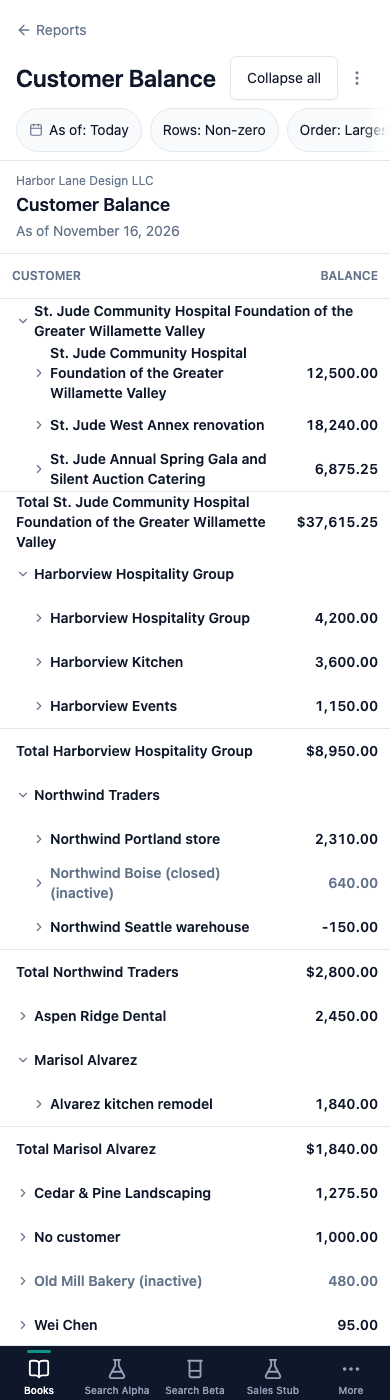 Reports
Customer Balance
Collapse all
As of: Today
Rows: Non-zero
Order: Larges
Harbor Lane Design LLC
Customer Balance
As of November 16, 2026
CUSTOMER BALANCE
St. Jude Community Hospital Foundation of the
Greater Willamette Valley
St. Jude Community Hospital
Foundation of the Greater
Willamette Valley
12,500.00
St. Jude West Annex renovation 18,240.00
St. Jude Annual Spring Gala and
Silent Auction Catering
6,875.25
Total St. Jude Community Hospital
Foundation of the Greater Willamette
Valley
$37,615.25
Harborview Hospitality Group
Harborview Hospitality Group 4,200.00
Harborview Kitchen 3,600.00
Harborview Events 1,150.00
Total Harborview Hospitality Group $8,950.00
Northwind Traders
Northwind Portland store 2,310.00
Northwind Boise (closed)
(inactive)
640.00
Northwind Seattle warehouse -150.00
Total Northwind Traders $2,800.00
Aspen Ridge Dental 2,450.00
Marisol Alvarez
Alvarez kitchen remodel 1,840.00
Total Marisol Alvarez $1,840.00
Cedar & Pine Landscaping 1,275.50
No customer 1,000.00
Old Mill Bakery (inactive) 480.00
Wei Chen 95.00
Books
Search Alpha
Search Beta
Sales Stub
More